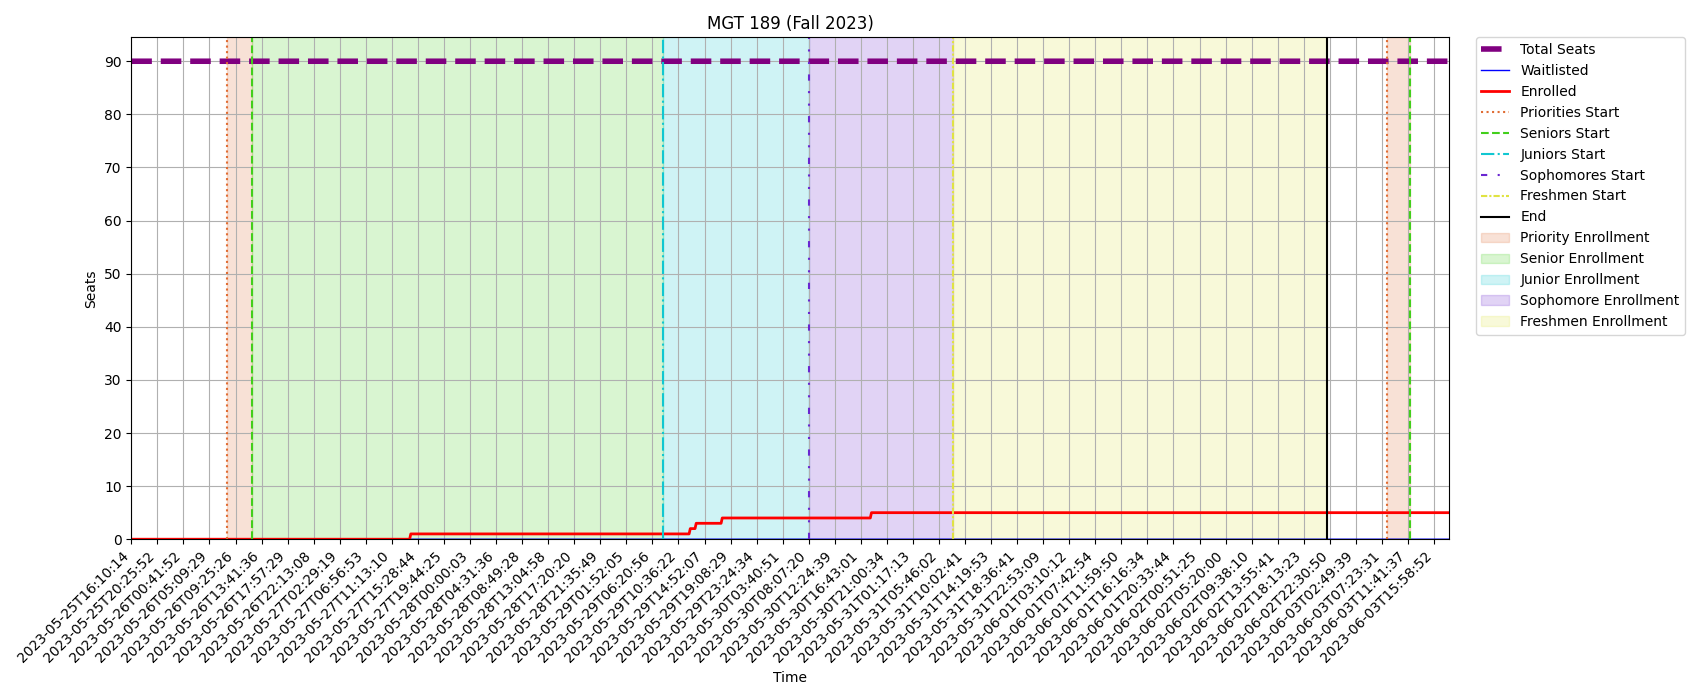 MGT 189 (Fall 2023)
Seats
90
80
70
60
50
40
30
20
10
0
2023-05-25T16:10:14
2023-05-25T20:25:52
2023-05-26T00:41:52
2023-05-26T05:09:29
2023-05-26T09:25:26
2023-05-26T13:41:36
2023-05-26T17:57:29
2023-05-26T22:13:08
2023-05-27T02:29:19
2023-05-27T06:56:53
2023-05-27T11:13:10
2023-05-27T15:28:44
2023-05-27T19:44:25
2023-05-28T00:00:03
2023-05-28T04:31:36
2023-05-28T08:49:28
2023-05-28T13:04:58
2023-05-28T17:20:20
2023-05-28T21:35:49
2023-05-29T01:52:05
2023-05-29T06:20:56
2023-05-29T10:36:22
2023-05-29T14:52:07
2023-05-29T19:08:29
2023-05-29T23:24:34
2023-05-30T03:40:51
2023-05-30T08:07:20
2023-05-30T12:24:39
2023-05-30T16:43:01
2023-05-30T21:00:34
2023-05-31T01:17:13
2023-05-31T05:46:02
2023-05-31T10:02:41
2023-05-31T14:19:53
2023-05-31T18:36:41
2023-05-31T22:53:09
2023-06-01T03:10:12
2023-06-01T07:42:54
2023-06-01T11:59:50
2023-06-01T16:16:34
2023-06-01T20:33:44
2023-06-02T00:51:25
2023-06-02T05:20:00
2023-06-02T09:38:10
2023-06-02T13:55:41
2023-06-02T18:13:23
2023-06-02T22:30:50
2023-06-03T02:49:39
2023-06-03T07:23:31
2023-06-03T11:41:37
2023-06-03T15:58:52
Time
Total Seats
Waitlisted
Enrolled
Priorities Start
Seniors Start
Juniors Start
Sophomores Start
Freshmen Start
End
Priority Enrollment
Senior Enrollment
Junior Enrollment
Sophomore Enrollment
Freshmen Enrollment